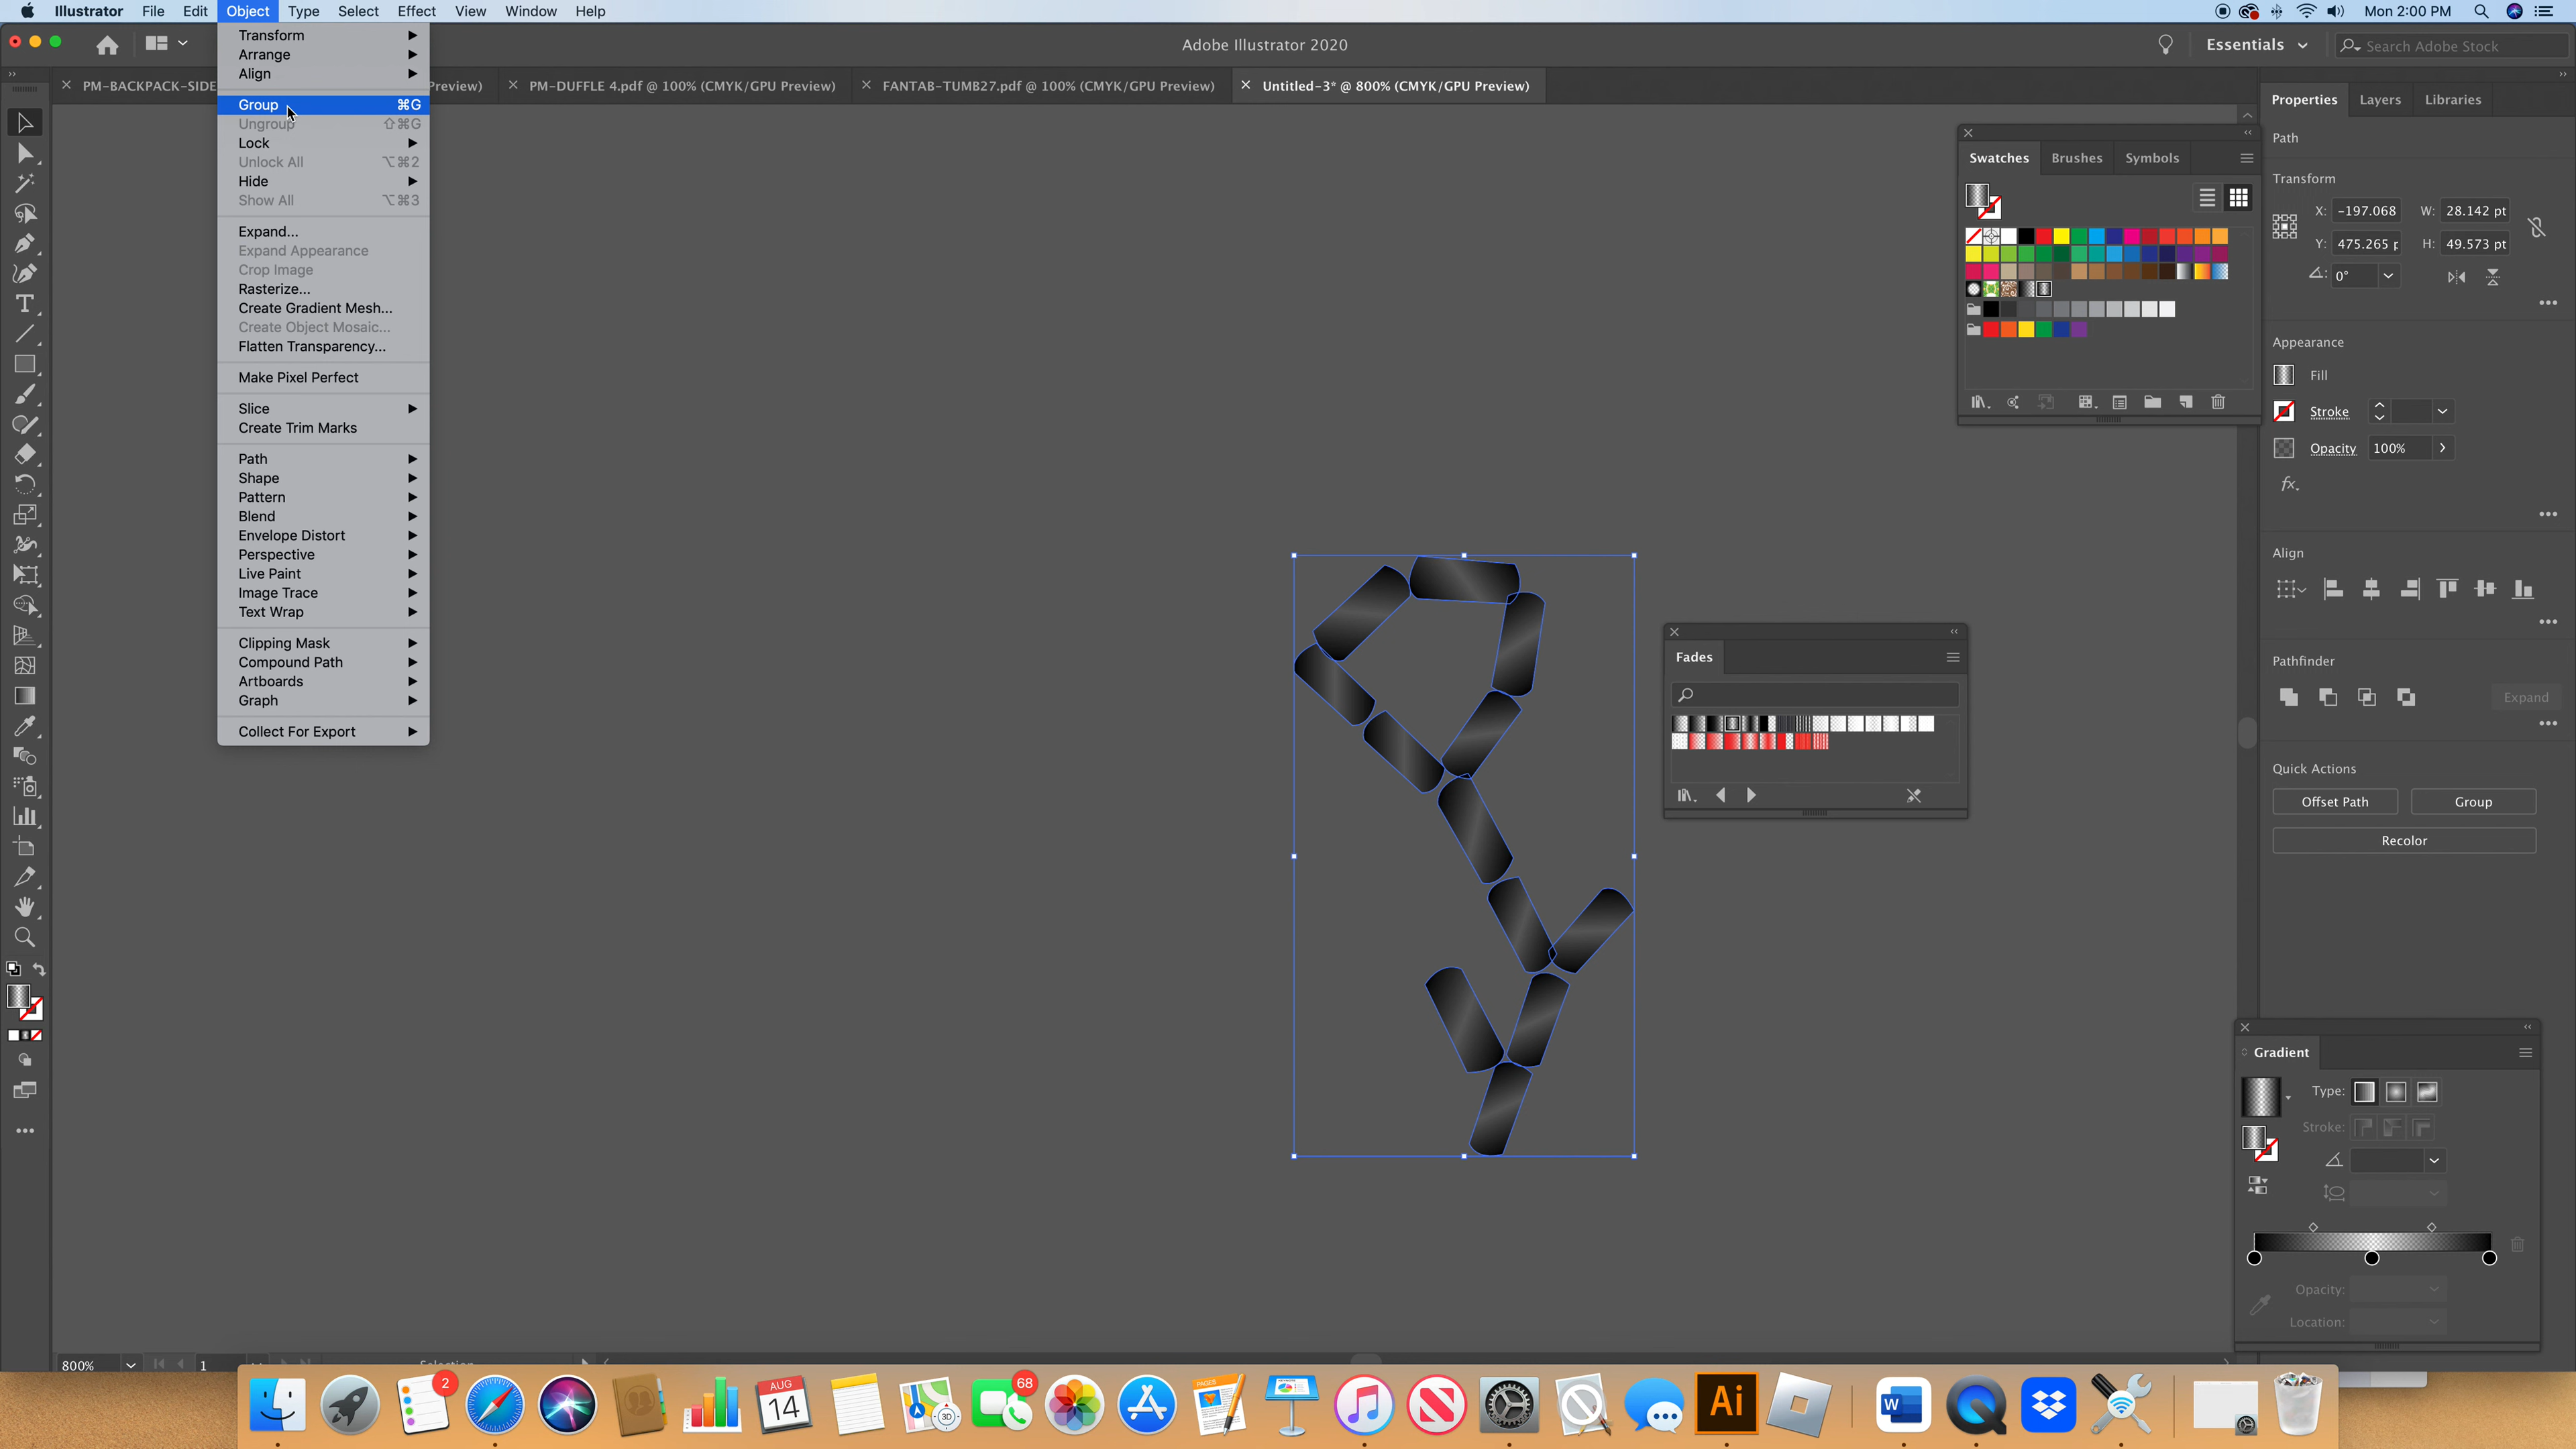 Illustrator File Edit Object Type Select Effect View Window Help Mon 2:00 PM
Adobe Illustrator 2020 Essentials Search Adobe Stock
PM-BACKPACK-SIDE Preview) PM-DUFFLE 4.pdf @ 100% (CMYK/GPU Preview) FANTAB-TUMB27.pdf @ 100% (CMYK/GPU Preview) Untitled-3* @ 800% (CMYK/GPU Preview)
Transform
Arrange
Align
Group ⌘G
Ungroup ⇧⌘G
Lock
Unlock All ⌥⌘2
Hide
Show All ⌥⌘3
Expand...
Expand Appearance
Crop Image
Rasterize...
Create Gradient Mesh...
Create Object Mosaic...
Flatten Transparency...
Make Pixel Perfect
Slice
Create Trim Marks
Path
Shape
Pattern
Blend
Envelope Distort
Perspective
Live Paint
Image Trace
Text Wrap
Clipping Mask
Compound Path
Artboards
Graph
Collect For Export
Swatches Brushes Symbols
Fades
Properties Layers Libraries
Path
Transform
X: -197.068 W: 28.142 pt
Y: 475.265 p H: 49.573 pt
0°
Appearance
Fill
Stroke
Opacity 100%
fx.
Align
Pathfinder
Expand
Quick Actions
Offset Path Group
Recolor
Gradient
Type:
Stroke:
Opacity:
Location:
800% 1 Selection
2
AUG
14
3D
68
Ai
W